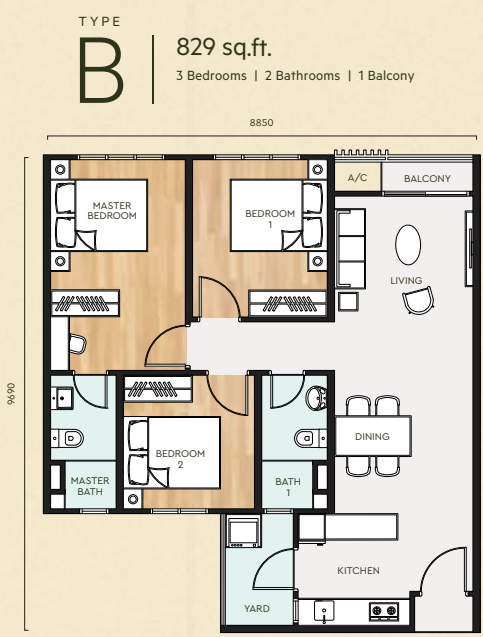 TYPE
B
829 sq.ft.
3 Bedrooms | 2 Bathrooms | 1 Balcony
8850
9690
A/C
BALCONY
MASTER
BEDROOM
BEDROOM
1
LIVING
DINING
BEDROOM
2
MASTER
BATH
BATH
1
KITCHEN
YARD